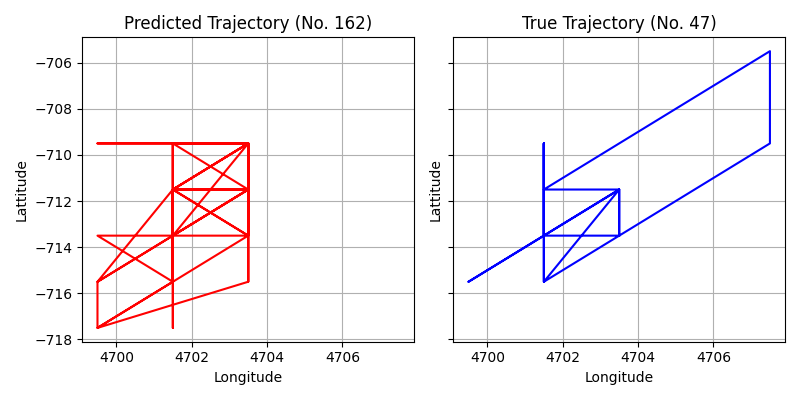 Predicted Trajectory (No. 162)
True Trajectory (No. 47)
−706
−708
−710
−712
−714
−716
−718
4700 4702 4704 4706
4700 4702 4704 4706
Longitude
Longitude
Lattitude
Lattitude